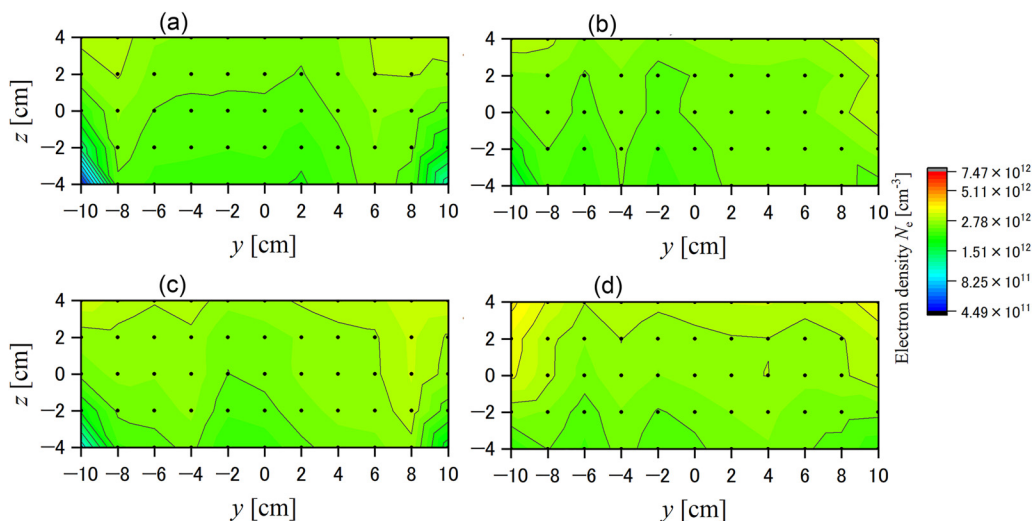 (a) (b)
4 4
2 2
0 0
−2 −2
−4 −4
z [cm]
−10 −8 −6 −4 −2 0 2 4 6 8 10 −10 −8 −6 −4 −2 0 2 4 6 8 10
y [cm] y [cm]
(c) (d)
4 4
2 2
0 0
−2 −2
−4 −4
z [cm]
−10 −8 −6 −4 −2 0 2 4 6 8 10 −10 −8 −6 −4 −2 0 2 4 6 8 10
y [cm] y [cm]
Electron density Ne [cm-3]
7.47 × 1012
5.11 × 1012
2.78 × 1012
1.51 × 1012
8.25 × 1011
4.49 × 1011